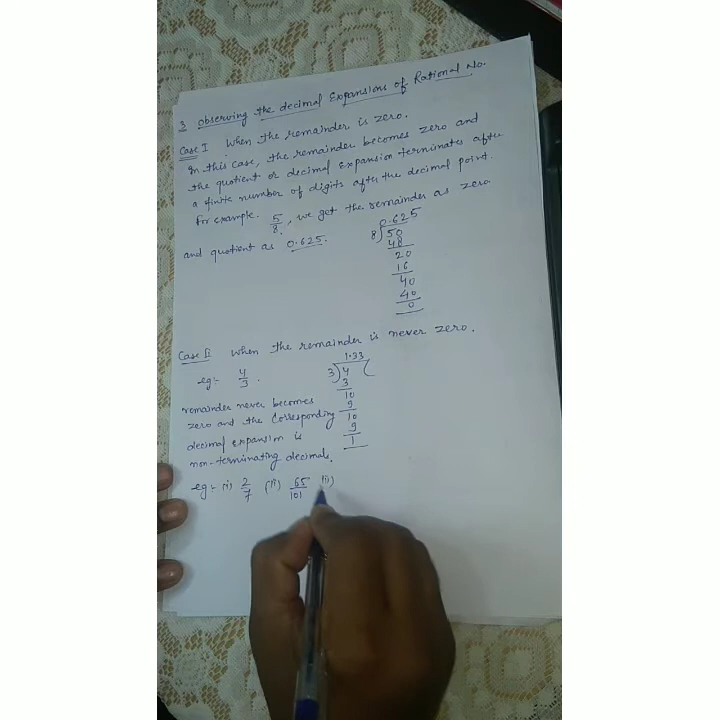 3 Observing the decimal Expansions of Rational No.
Case I When the remainder is zero.
In this case, the remainder becomes zero and
the quotient or decimal expansion terminates after
a finite number of digits after the decimal point.
For example. 5/8, we get the remainder as zero
and quotient as 0.625.
0.625
8)50
48
20
16
40
40
0
Case II When the remainder is never zero.
eg:- 4/3.
1.33
3)4(
3
10
9
10
9
1
remainder never becomes
zero and the corresponding
decimal expansion is
non-terminating decimals.
eg:- (i) 2/7 (ii) 65/101 (ii)